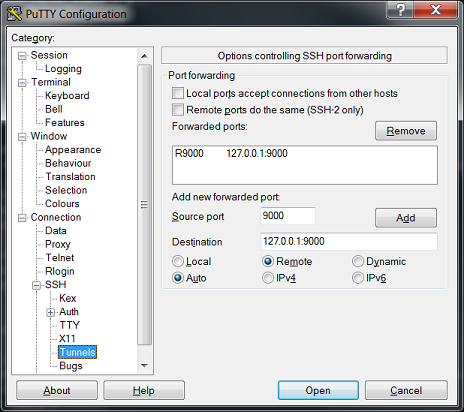 PuTTY Configuration
Category:
Session
Logging
Terminal
Keyboard
Bell
Features
Window
Appearance
Behaviour
Translation
Selection
Colours
Connection
Data
Proxy
Telnet
Rlogin
SSH
Kex
Auth
TTY
X11
Tunnels
Bugs
Options controlling SSH port forwarding
Port forwarding
Local ports accept connections from other hosts
Remote ports do the same (SSH-2 only)
Forwarded ports:
Remove
R9000 127.0.0.1:9000
Add new forwarded port:
Source port 9000 Add
Destination 127.0.0.1:9000
Local Remote Dynamic
Auto IPv4 IPv6
About Help Open Cancel